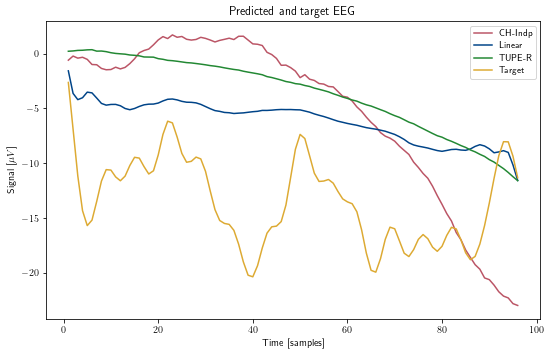 Predicted and target EEG
CH-Indp
Linear
TUPE-R
Target
Signal [μV]
0
−5
−10
−15
−20
0
20
40
60
80
100
Time [samples]